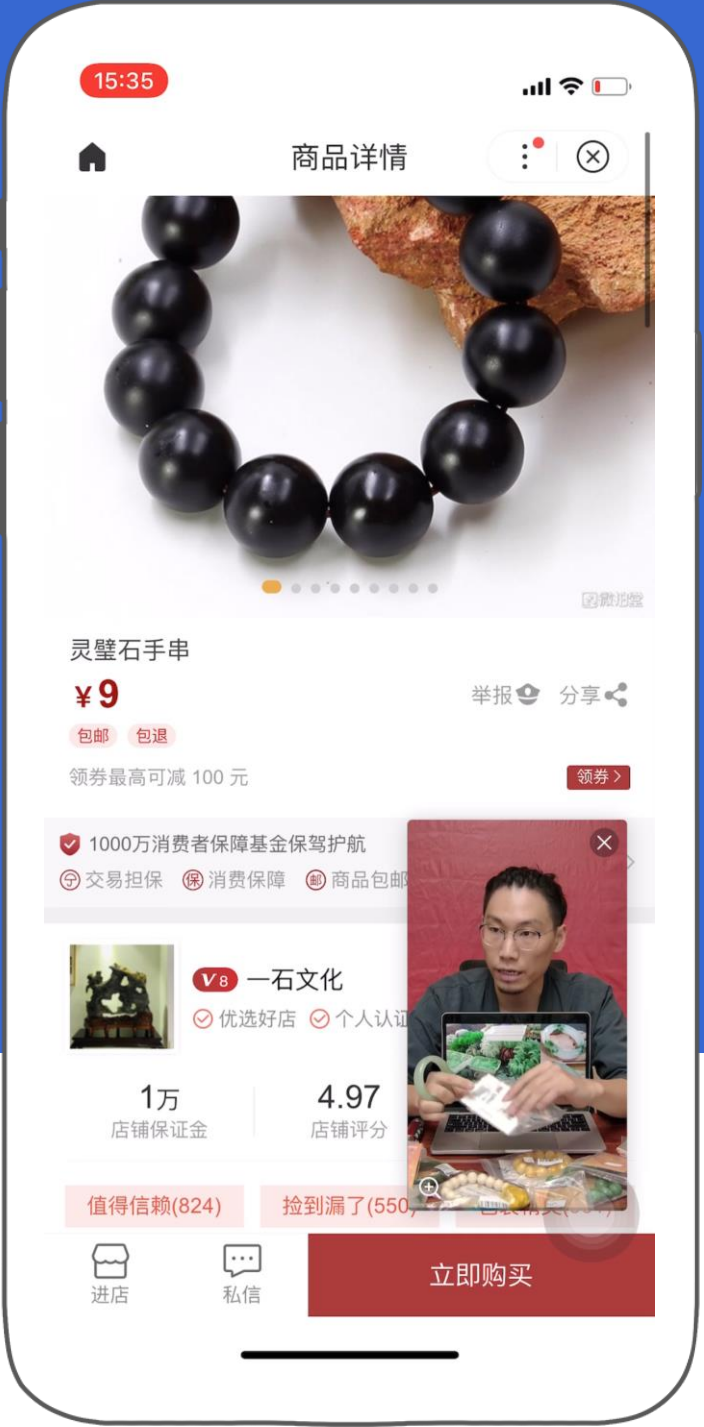 15:35
商品详情
微拍堂
灵璧石手串
¥9
举报 分享
包邮 包退
领券最高可减 100 元
领券
1000万消费者保障基金保驾护航
交易担保 保 消费保障 邮 商品包邮
V8 一石文化
优选好店 个人认证
1万
4.97
店铺保证金
店铺评分
值得信赖(824)
捡到漏了(550)
进店
私信
立即购买